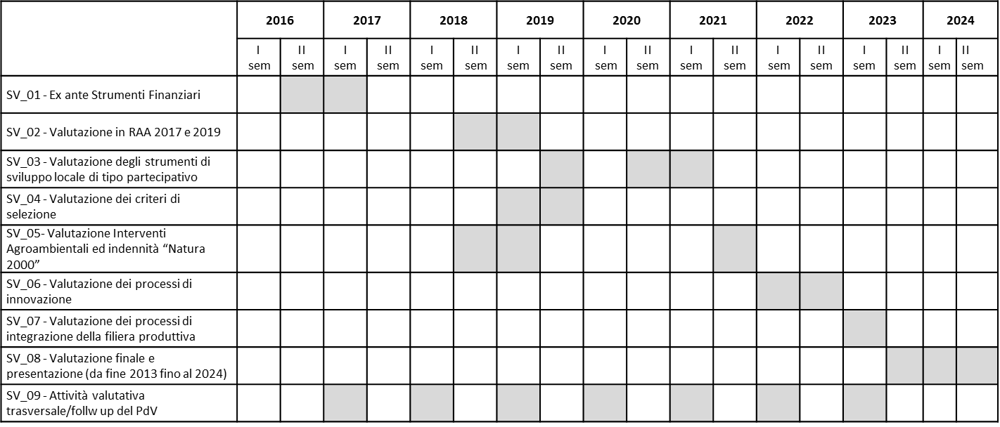 2016 2017 2018 2019 2020 2021 2022 2023 2024
I II I II I II I II I II I II I II I II I II
sem sem sem sem sem sem sem sem sem sem sem sem sem sem sem sem sem sem
SV_01 - Ex ante Strumenti Finanziari
SV_02 - Valutazione in RAA 2017 e 2019
SV_03 - Valutazione degli strumenti di
sviluppo locale di tipo partecipativo
SV_04 - Valutazione dei criteri di
selezione
SV_05- Valutazione Interventi
Agroambientali ed indennità “Natura
2000”
SV_06 - Valutazione dei processi di
innovazione
SV_07 - Valutazione dei processi di
integrazione della filiera produttiva
SV_08 - Valutazione finale e
presentazione (da fine 2013 fino al 2024)
SV_09 - Attività valutativa
trasversale/follw up del PdV